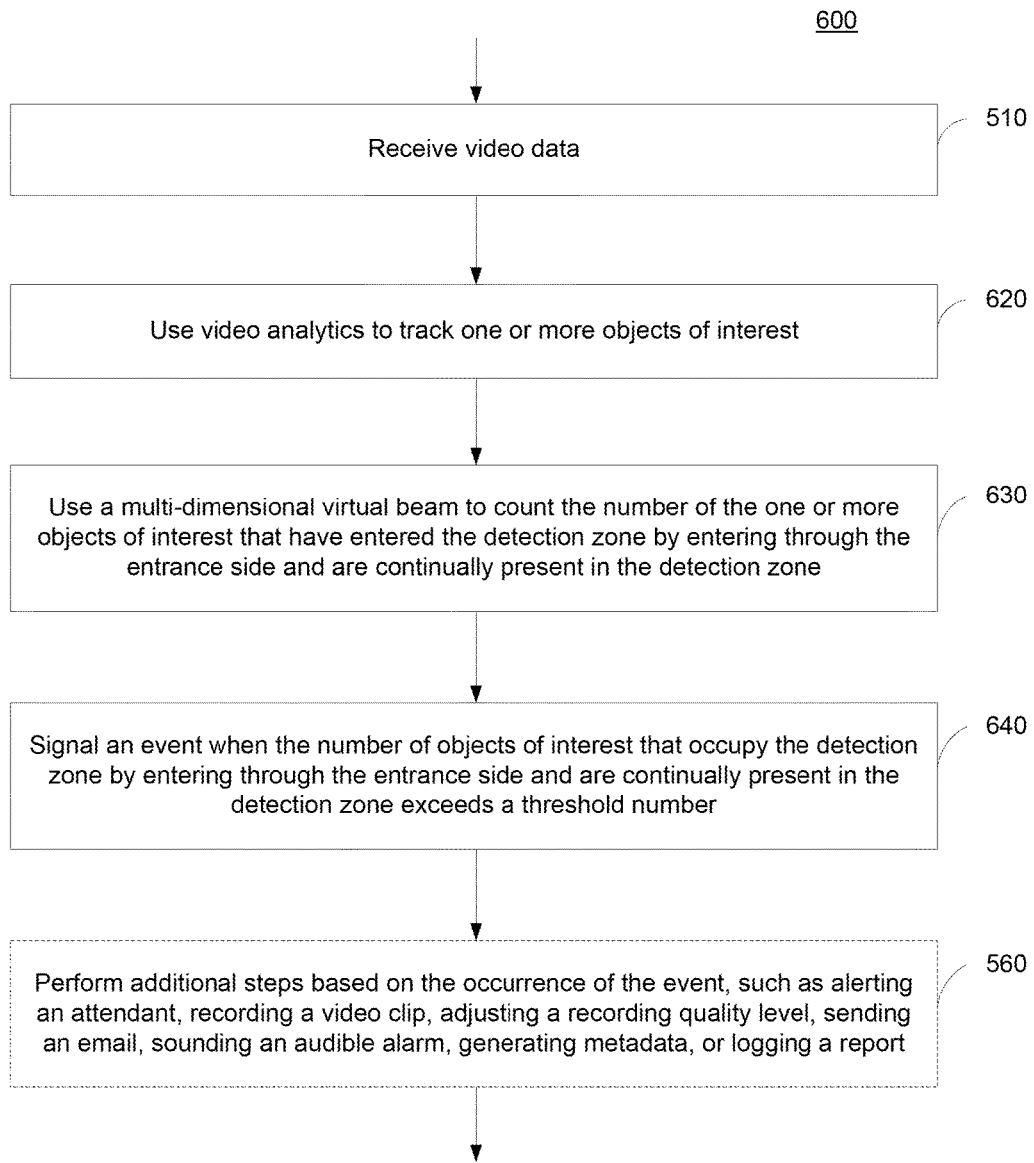 600
510
Receive video data
620
Use video analytics to track one or more objects of interest
630
Use a multi-dimensional virtual beam to count the number of the one or more
objects of interest that have entered the detection zone by entering through the
entrance side and are continually present in the detection zone
640
Signal an event when the number of objects of interest that occupy the detection
zone by entering through the entrance side and are continually present in the
detection zone exceeds a threshold number
560
Perform additional steps based on the occurrence of the event, such as alerting
an attendant, recording a video clip, adjusting a recording quality level, sending
an email, sounding an audible alarm, generating metadata, or logging a report